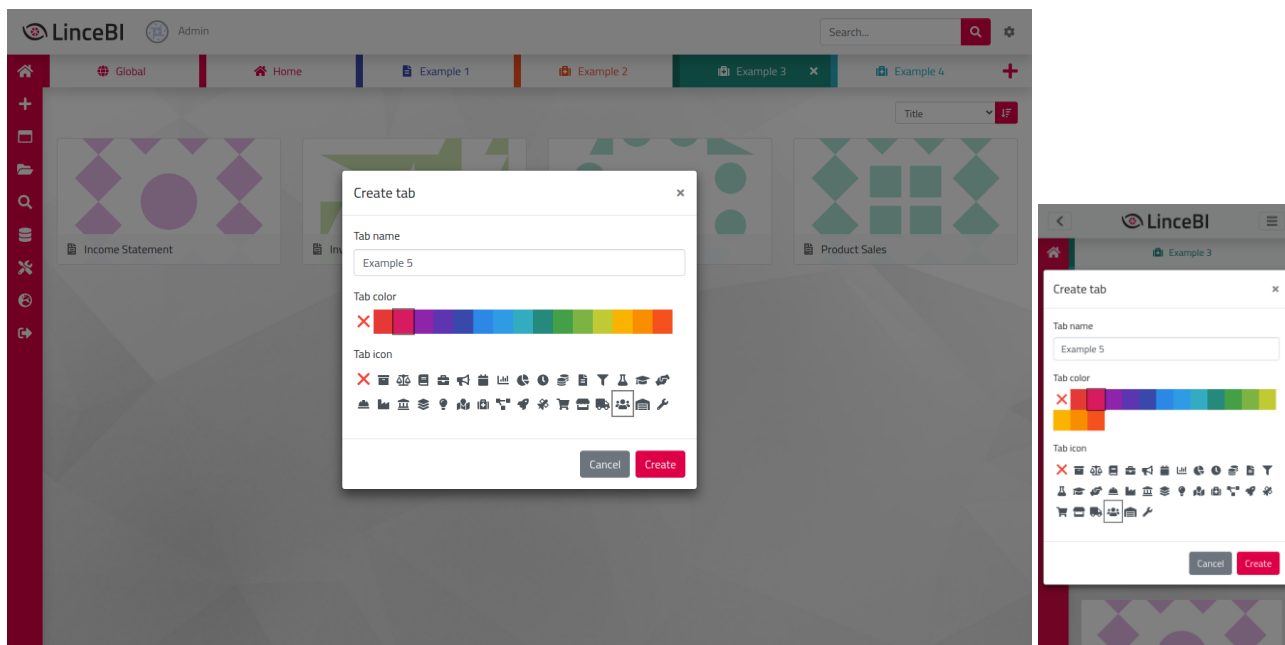 LinceBI
Admin
Search...
Global
Home
Example 1
Example 2
Example 3
Example 4
Title
Income Statement
Inv
Product Sales
Create tab
Tab name
Example 5
Tab color
Tab icon
Cancel
Create
LinceBI
Example 3
Create tab
Tab name
Example 5
Tab color
Tab icon
Cancel
Create